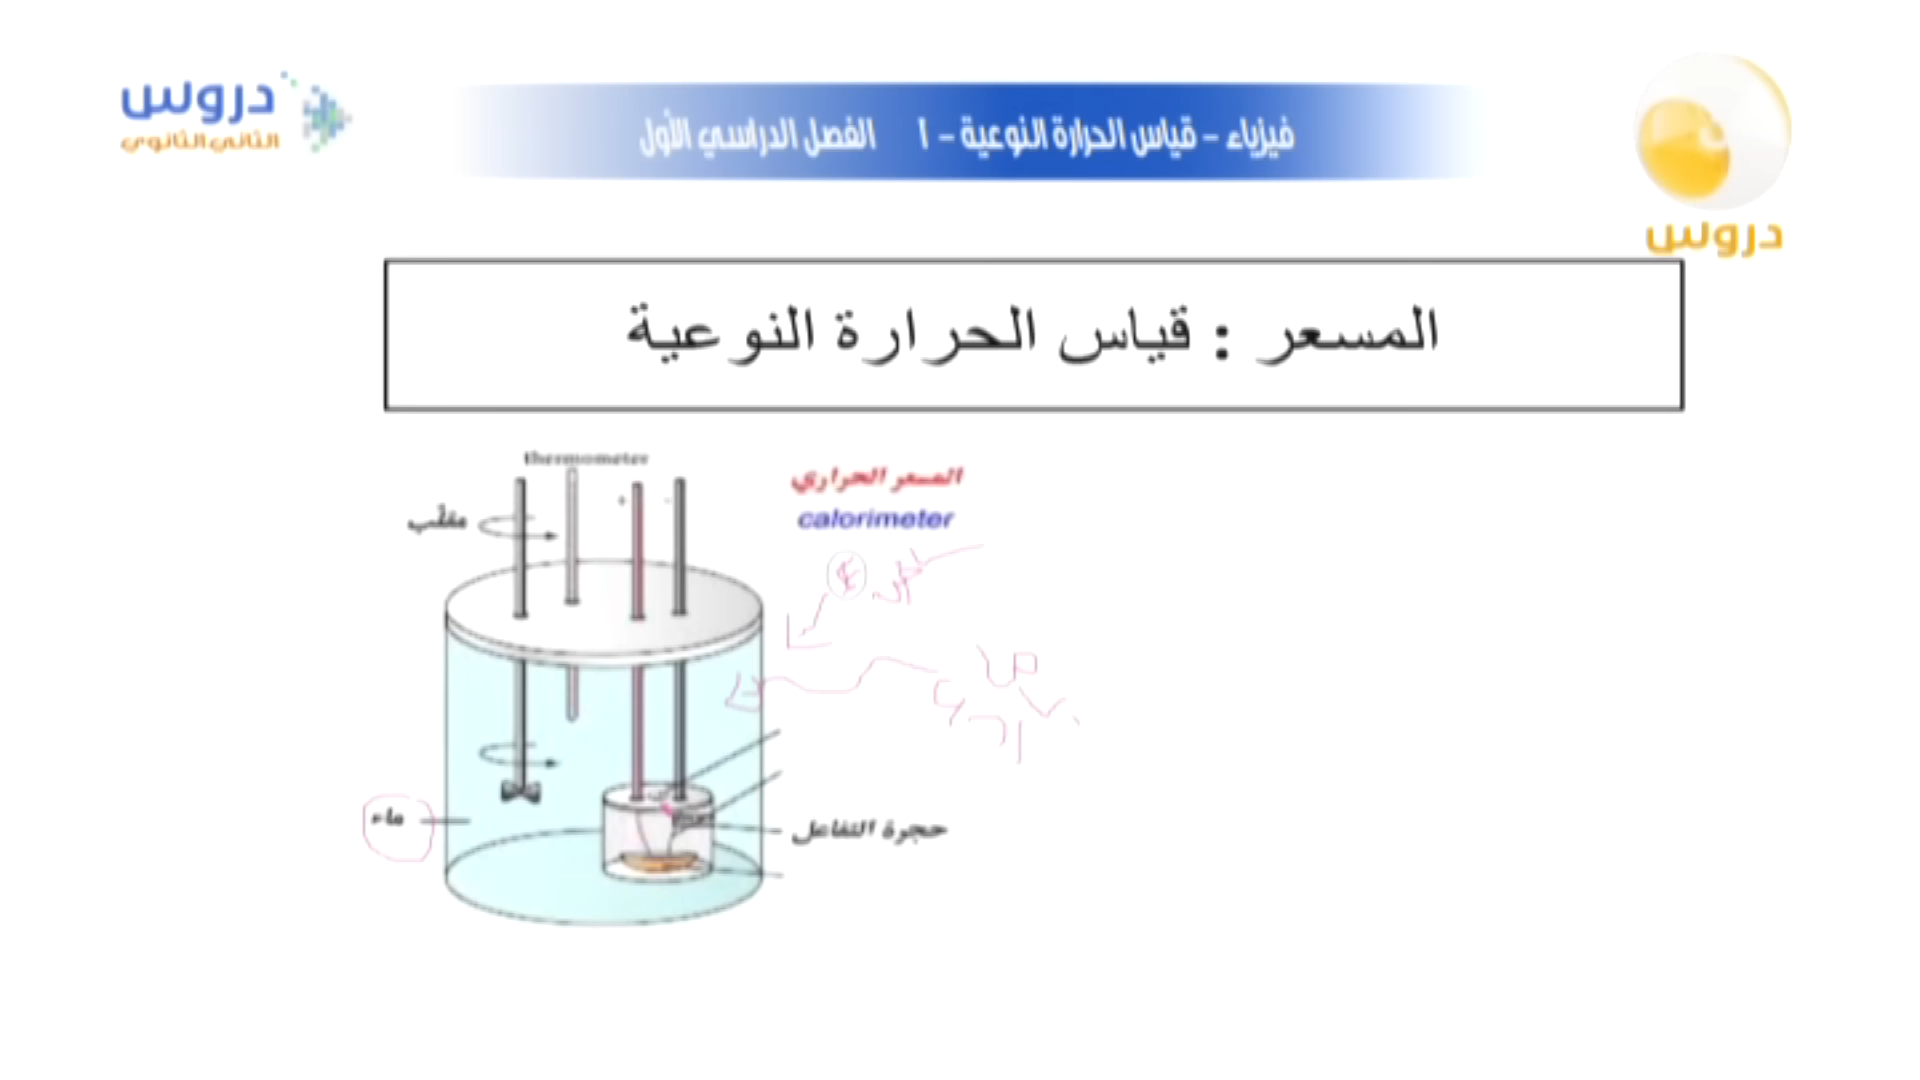 دروس
الثاني الثانوي
فيزياء - قياس الحرارة النوعية - ١ الفصل الدراسي الأول
دروس
المسعر : قياس الحرارة النوعية
thermometer
المسعر الحراري
calorimeter
مقلّب
+ -
ماء
حجرة التفاعل